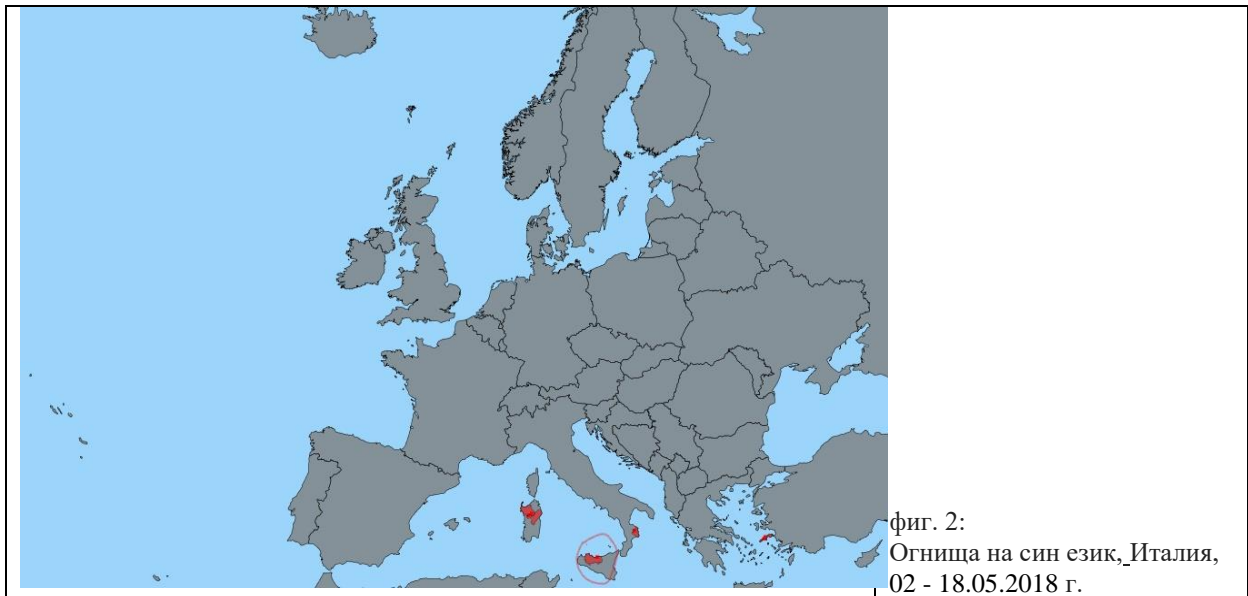 фиг. 2:
Огнища на син език, Италия,
02 - 18.05.2018 г.